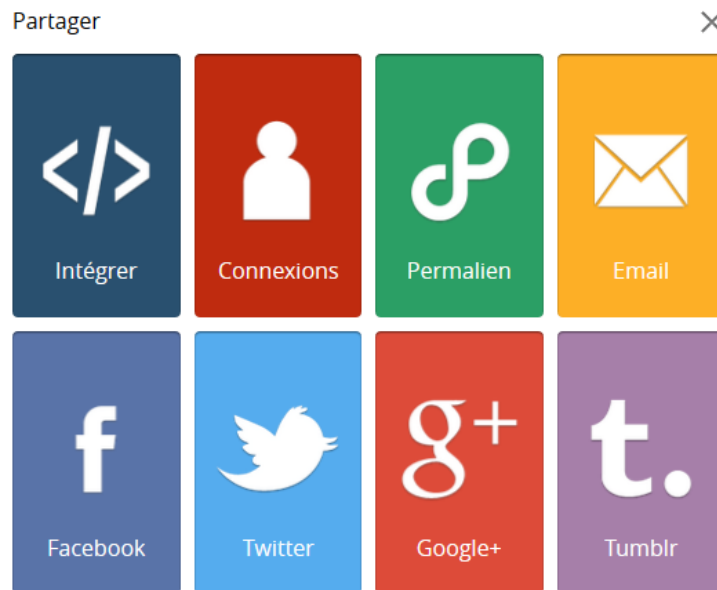 Partager
Intégrer
Connexions
Permalien
Email
Facebook
Twitter
Google+
Tumblr